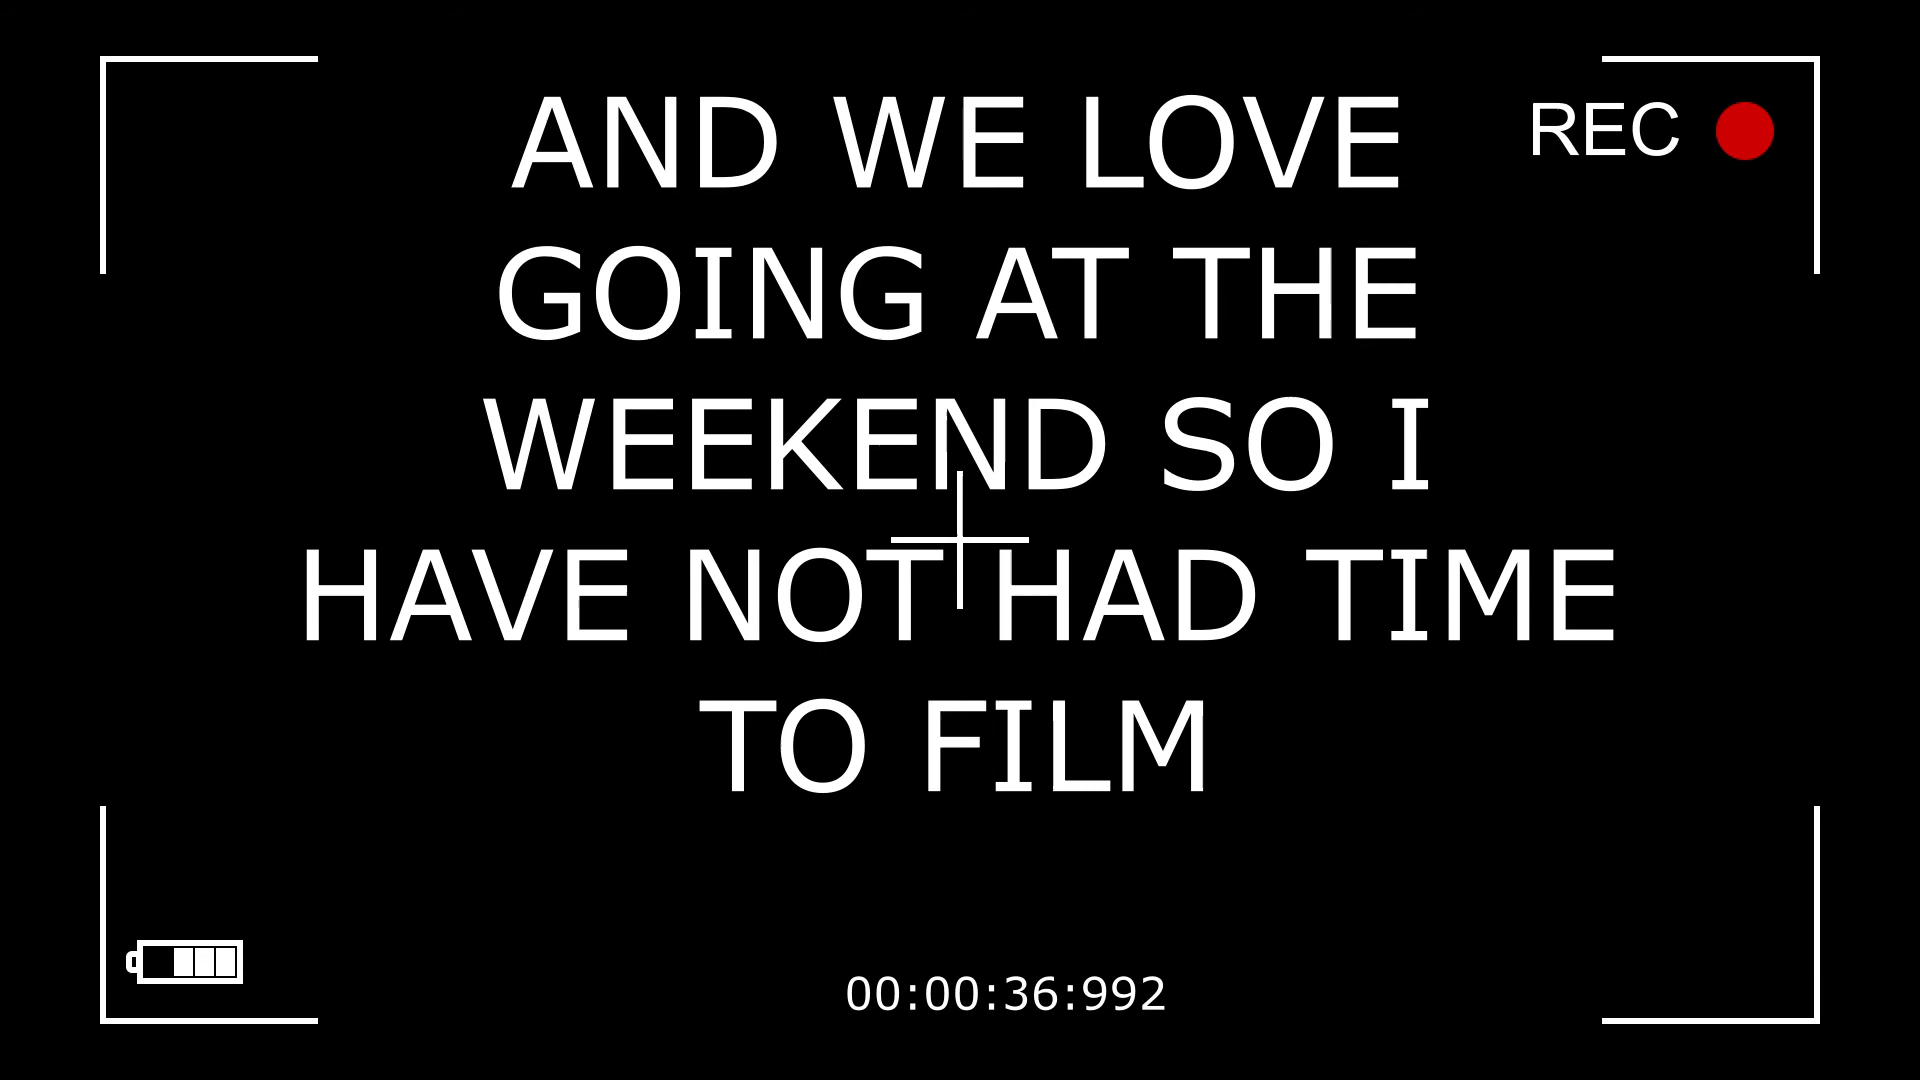 AND WE LOVE
REC
GOING AT THE
WEEKEND SO I
HAVE NOT HAD TIME
TO FILM
00:00:36:992